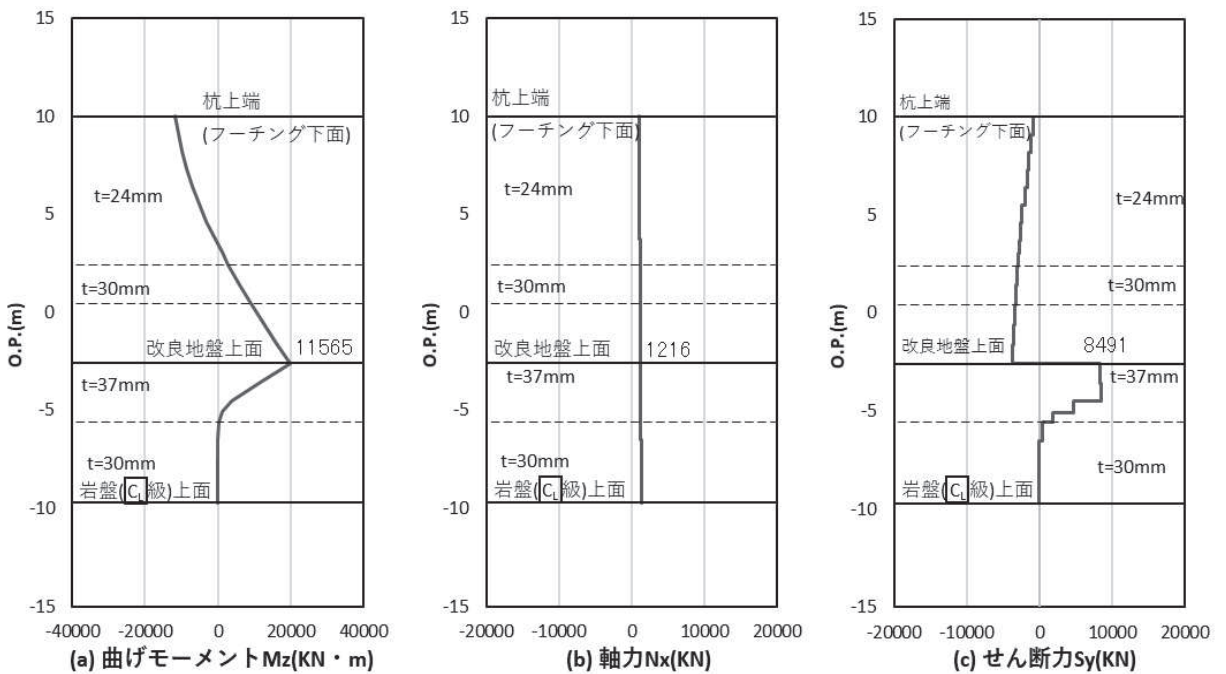 15
10
5
0
-5
-10
-15
O.P.(m)
杭上端
(フーチング下面)
t=24mm
t=30mm
改良地盤上面
11565
t=37mm
t=30mm
岩盤(CL級)上面
-40000
-20000
0
20000
40000
(a) 曲げモーメントMz(KN・m)
15
10
5
0
-5
-10
-15
O.P.(m)
杭上端
(フーチング下面)
t=24mm
t=30mm
改良地盤上面
1216
t=37mm
t=30mm
岩盤(CL級)上面
-20000
-10000
0
10000
20000
(b) 軸力Nx(KN)
15
10
5
0
-5
-10
-15
O.P.(m)
杭上端
(フーチング下面)
t=24mm
t=30mm
改良地盤上面
8491
t=37mm
t=30mm
岩盤(CL級)上面
-20000
-10000
0
10000
20000
(c) せん断力Sy(KN)